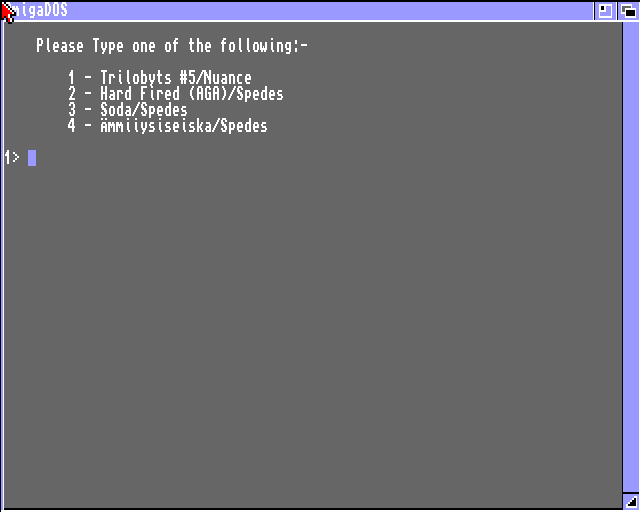 AmigaDOS
Please Type one of the following:-
1 - Trilobyts #5/Nuance
2 - Hard Fired (AGA)/Spedes
3 - Soda/Spedes
4 - Ämmiiysiseiska/Spedes
1>